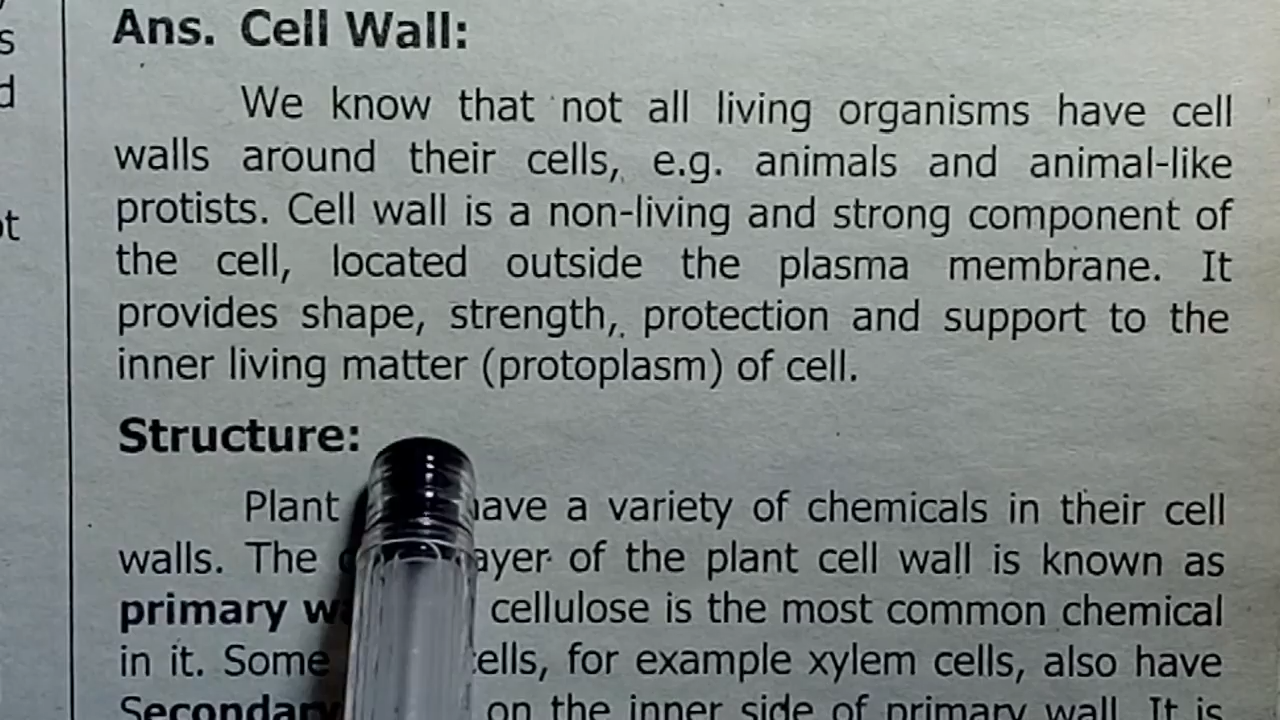 Ans. Cell Wall:
We know that not all living organisms have cell
walls around their cells, e.g. animals and animal-like
protists. Cell wall is a non-living and strong component of
the cell, located outside the plasma membrane. It
provides shape, strength, protection and support to the
inner living matter (protoplasm) of cell.
Structure:
Plant have a variety of chemicals in their cell
walls. The of the plant cell wall is known as
primary cellulose is the most common chemical
in it. Some cells, for example xylem cells, also have
Secondary on the inner side of primary wall. It is